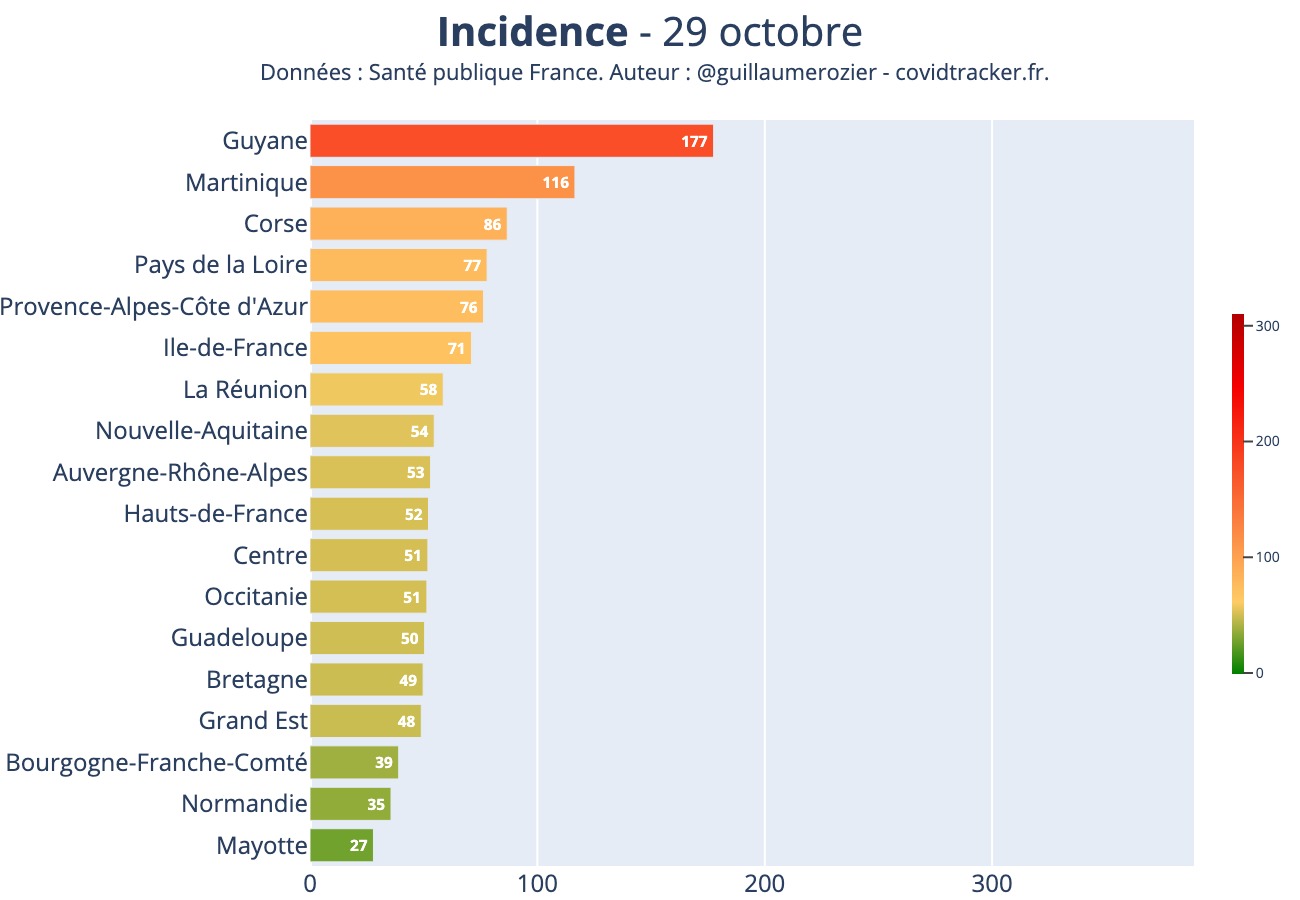 Incidence - 29 octobre
Données : Santé publique France. Auteur : @guillaumerozier - covidtracker.fr.
Guyane 177
Martinique 116
Corse 86
Pays de la Loire 77
Provence-Alpes-Côte d'Azur 76
Ile-de-France 71
La Réunion 58
Nouvelle-Aquitaine 54
Auvergne-Rhône-Alpes 53
Hauts-de-France 52
Centre 51
Occitanie 51
Guadeloupe 50
Bretagne 49
Grand Est 48
Bourgogne-Franche-Comté 39
Normandie 35
Mayotte 27
0 100 200 300
300
200
100
0